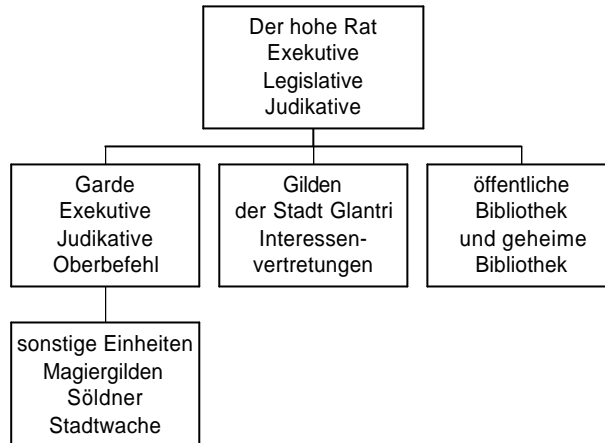 Der hohe Rat
Exekutive
Legislative
Judikative
Garde
Exekutive
Judikative
Oberbefehl
Gilden
der Stadt Glantri
Interessen-
vertretungen
öffentliche
Bibliothek
und geheime
Bibliothek
sonstige Einheiten
Magiergilden
Söldner
Stadtwache